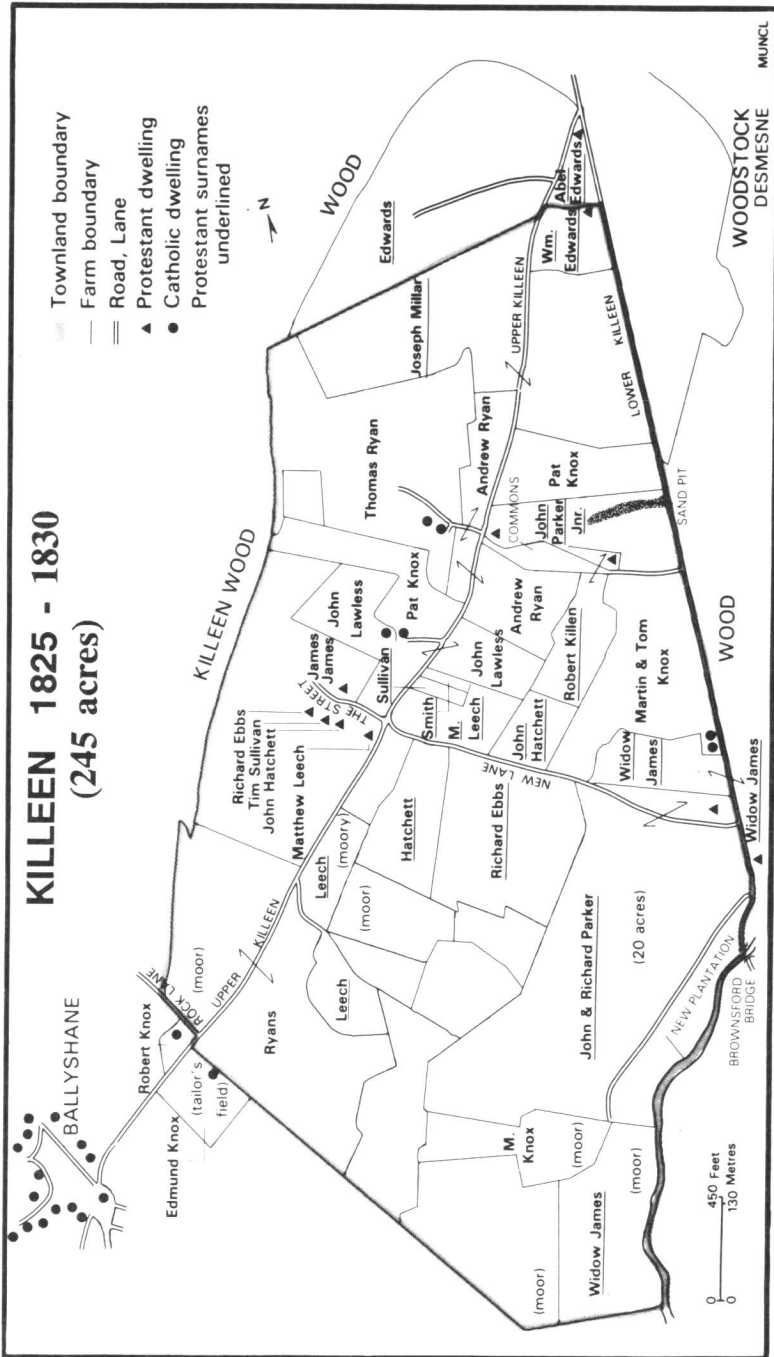 KILLEEN 1825 - 1830
(245 acres)
Townland boundary
Farm boundary
Road, Lane
Protestant dwelling
Catholic dwelling
Protestant surnames
underlined
N
BALLYSHANE
KILLEEN WOOD
WOOD
Robert Knox
Edmund Knox
(tailor's
field)
ROCK LANE
(moor)
UPPER KILLEEN
Ryans
Leech
Leech
(moory)
(moor)
Richard Ebbs
Tim Sullivan
John Hatchett
Matthew Leech
THE STREET
James
James
John
Lawless
Sullivan
Pat Knox
Thomas Ryan
Joseph Millar
Edwards
Andrew Ryan
UPPER KILLEEN
Wm.
Edwards
Abel
Edwards
Hatchett
Richard Ebbs
NEW LANE
Smith
M.
Leech
John
Lawless
John
Hatchett
Andrew
Ryan
Robert Killen
COMMONS
John
Parker
Jnr.
Pat
Knox
LOWER KILLEEN
SAND PIT
Martin & Tom
Knox
Widow
James
WOOD
Widow James
John & Richard Parker
(20 acres)
NEW PLANTATION
BROWNSFORD
BRIDGE
M.
Knox
(moor)
(moor)
Widow James
(moor)
0 450 Feet
0 130 Metres
WOODSTOCK
DESMESNE
MUNCL